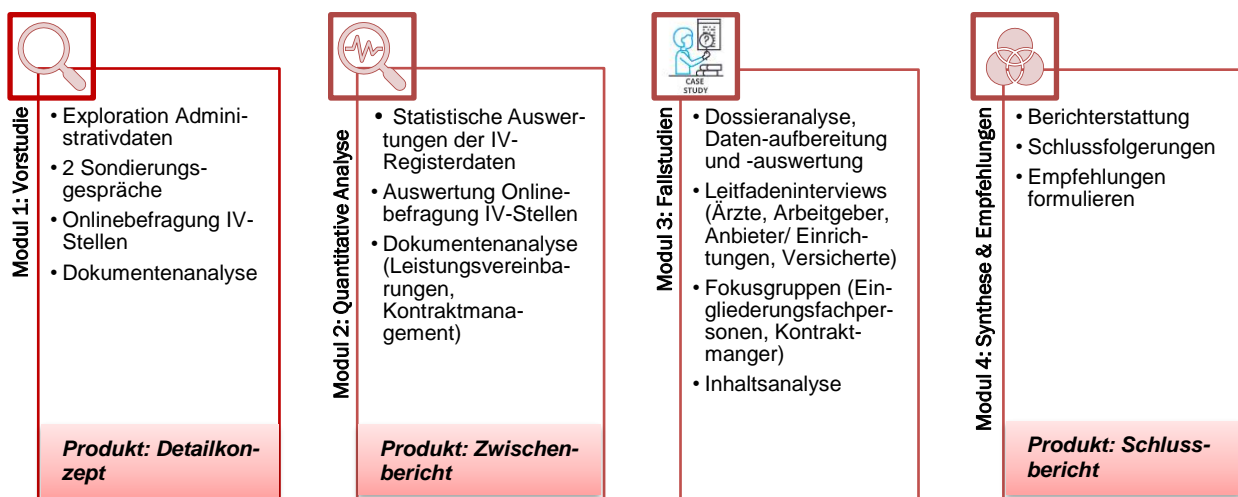 Modul 1: Vorstudie
• Exploration Admini-
strativdaten
• 2 Sondierungs-
gespräche
• Onlinebefragung IV-
Stellen
• Dokumentenanalyse
Produkt: Detailkon-
zept
Modul 2: Quantitative Analyse
• Statistische Auswer-
tungen der IV-
Registerdaten
• Auswertung Online-
befragung IV-Stellen
• Dokumentenanalyse
(Leistungsvereinba-
rungen,
Kontraktmana-
gement)
Produkt: Zwischen-
bericht
CASE
STUDY
Modul 3: Fallstudien
• Dossieranalyse,
Daten-aufbereitung
und -auswertung
• Leitfadeninterviews
(Ärzte, Arbeitgeber,
Anbieter/ Einrich-
tungen, Versicherte)
• Fokusgruppen (Ein-
gliederungsfachper-
sonen, Kontrakt-
manger)
• Inhaltsanalyse
Modul 4: Synthese & Empfehlungen
• Berichterstattung
• Schlussfolgerungen
• Empfehlungen
formulieren
Produkt: Schluss-
bericht